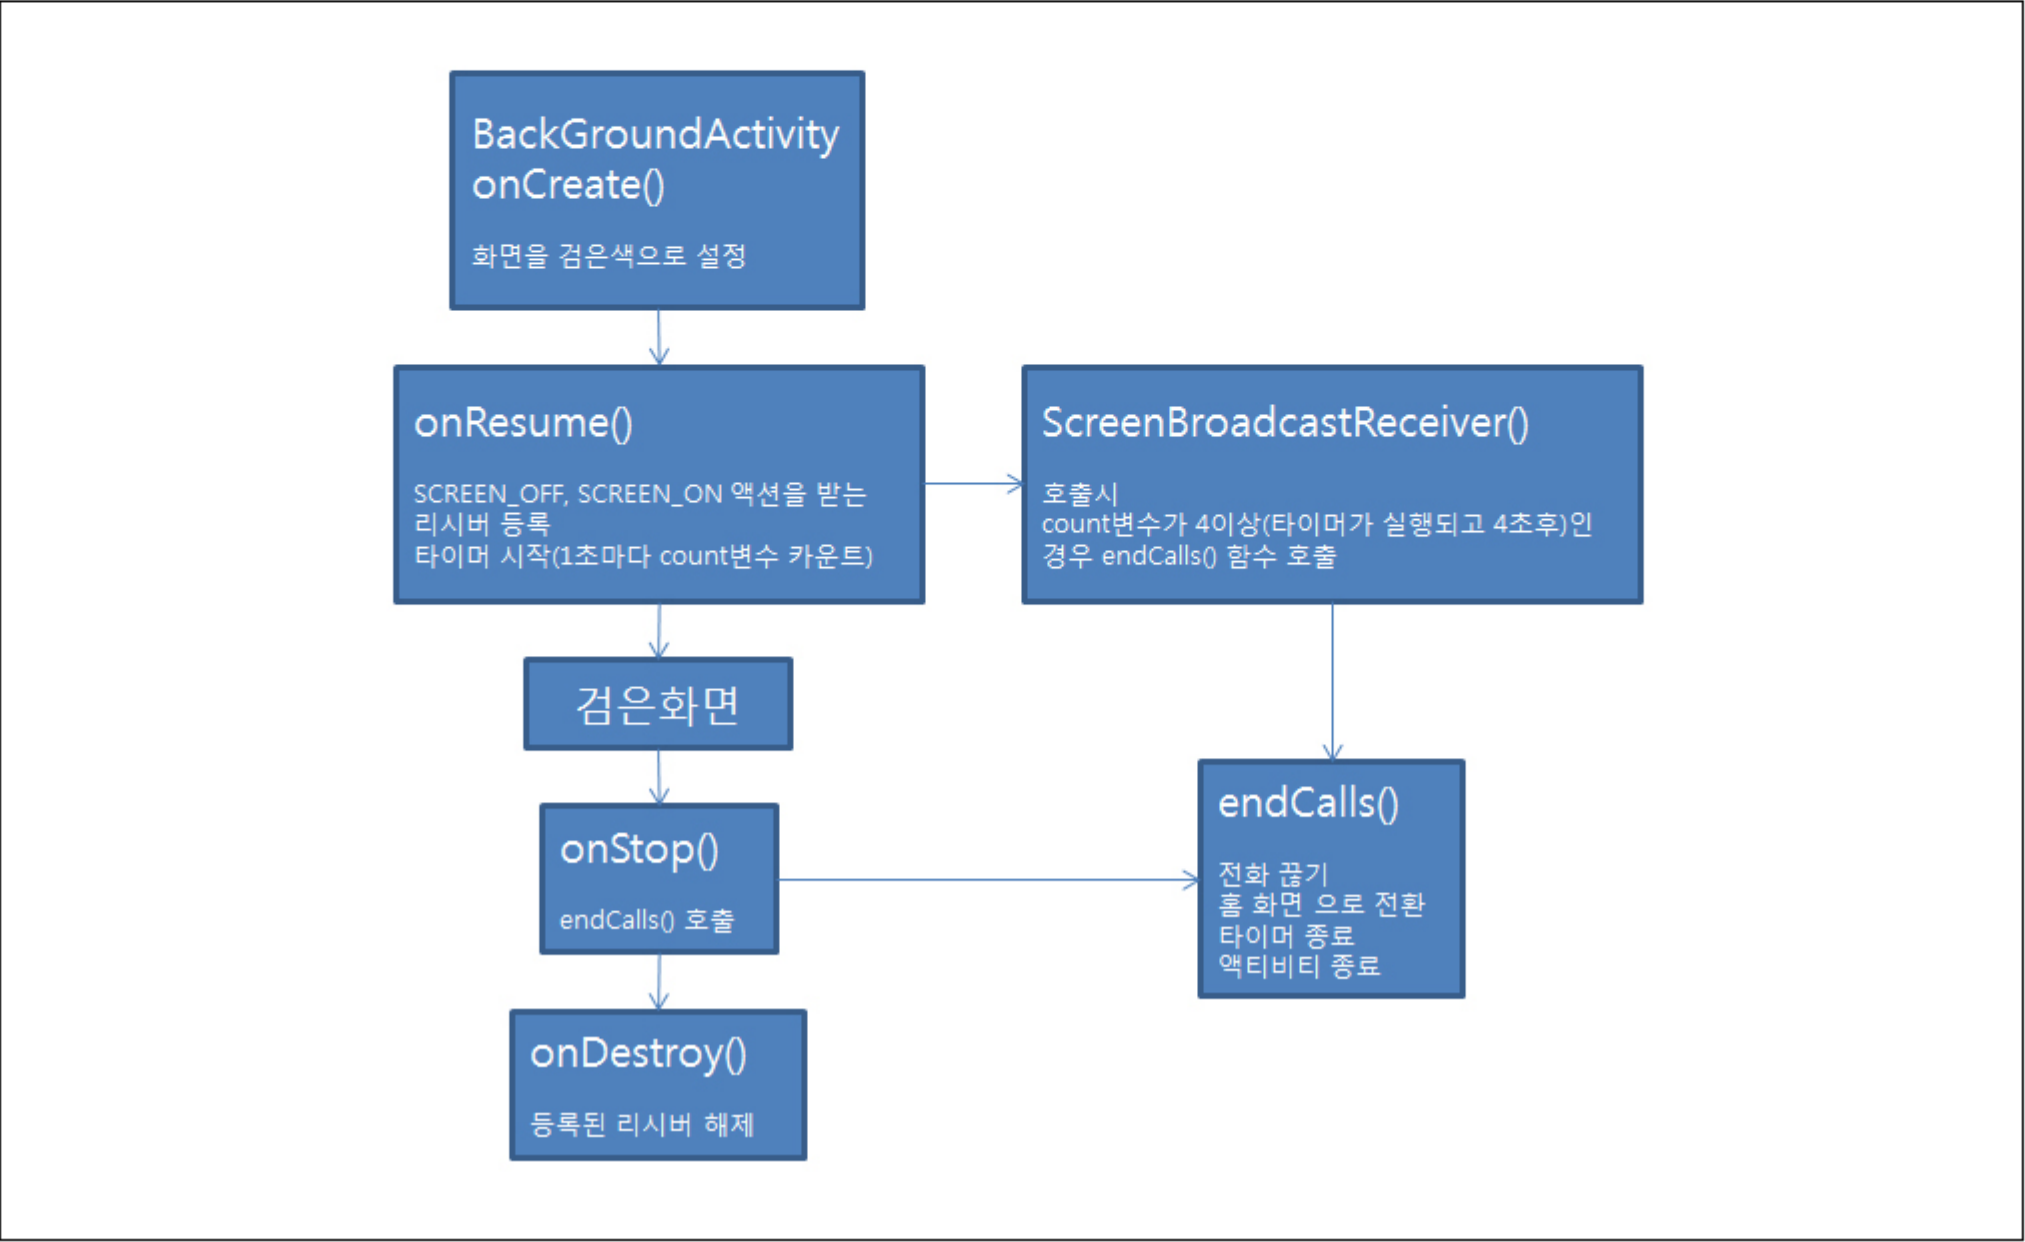 BackGroundActivity
onCreate()
화면을 검은색으로 설정
onResume()
SCREEN_OFF, SCREEN_ON 액션을 받는
리시버 등록
타이머 시작(1초마다 count변수 카운트)
ScreenBroadcastReceiver()
호출시
count변수가 4이상(타이머가 실행되고 4초후)인
경우 endCalls() 함수 호출
검은화면
onStop()
endCalls() 호출
endCalls()
전화 끊기
홈 화면 으로 전환
타이머 종료
액티비티 종료
onDestroy()
등록된 리시버 해제